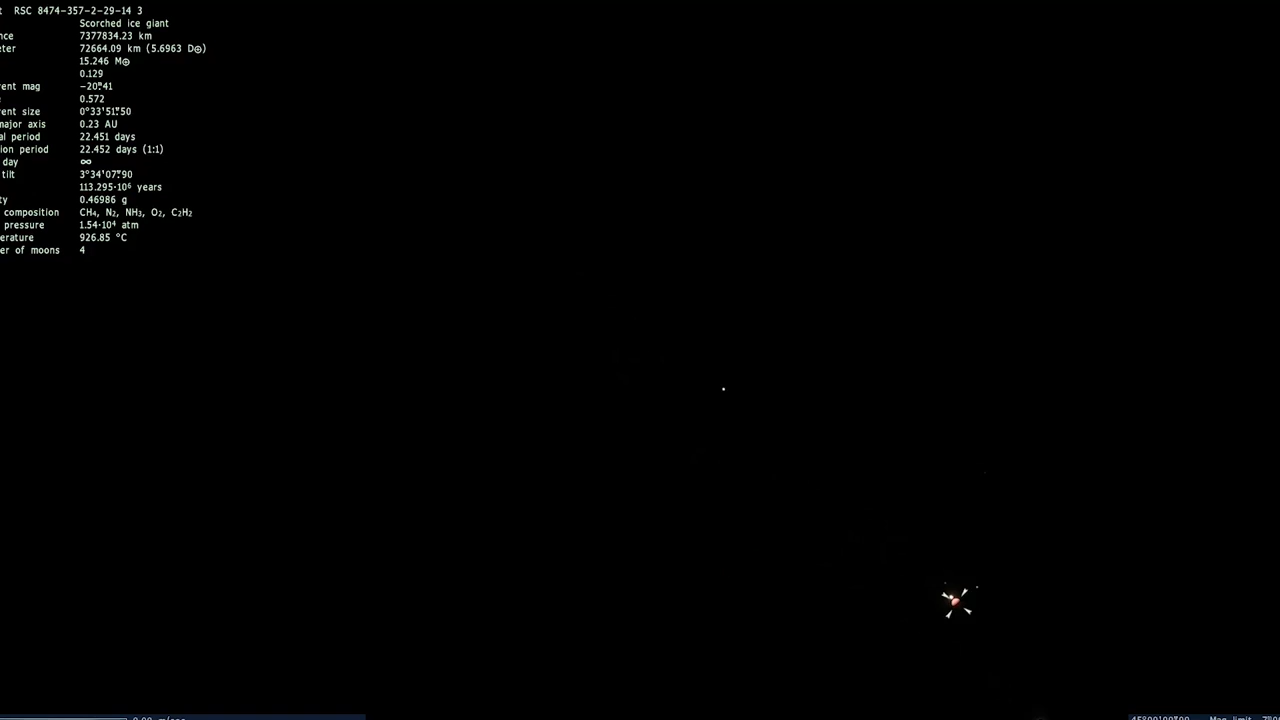 t RSC 8474-357-2-29-14 3
Scorched ice giant
nce 7377834.23 km
eter 72664.09 km (5.6963 D⊕)
15.246 M⊕
0.129
rent mag −20ᵐ.41
0.572
ent size 0°33'51".50
major axis 0.23 AU
al period 22.451 days
ion period 22.452 days (1:1)
day ∞
tilt 3°34'07".90
113.295·10⁶ years
ty 0.46986 g
composition CH₄, N₂, NH₃, O₂, C₂H₂
pressure 1.54·10⁴ atm
erature 926.85 °C
er of moons 4